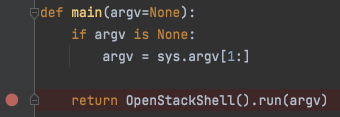 def main(argv=None):
    if argv is None:
        argv = sys.argv[1:]
    return OpenStackShell().run(argv)